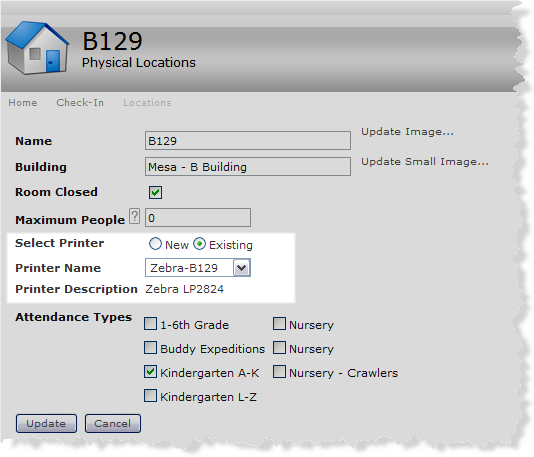 B129
Physical Locations
Home Check-In Locations
Name B129 Update Image...
Building Mesa - B Building Update Small Image...
Room Closed
Maximum People ? 0
Select Printer New Existing
Printer Name Zebra-B129
Printer Description Zebra LP2824
Attendance Types 1-6th Grade Nursery
Buddy Expeditions Nursery
Kindergarten A-K Nursery - Crawlers
Kindergarten L-Z
Update Cancel